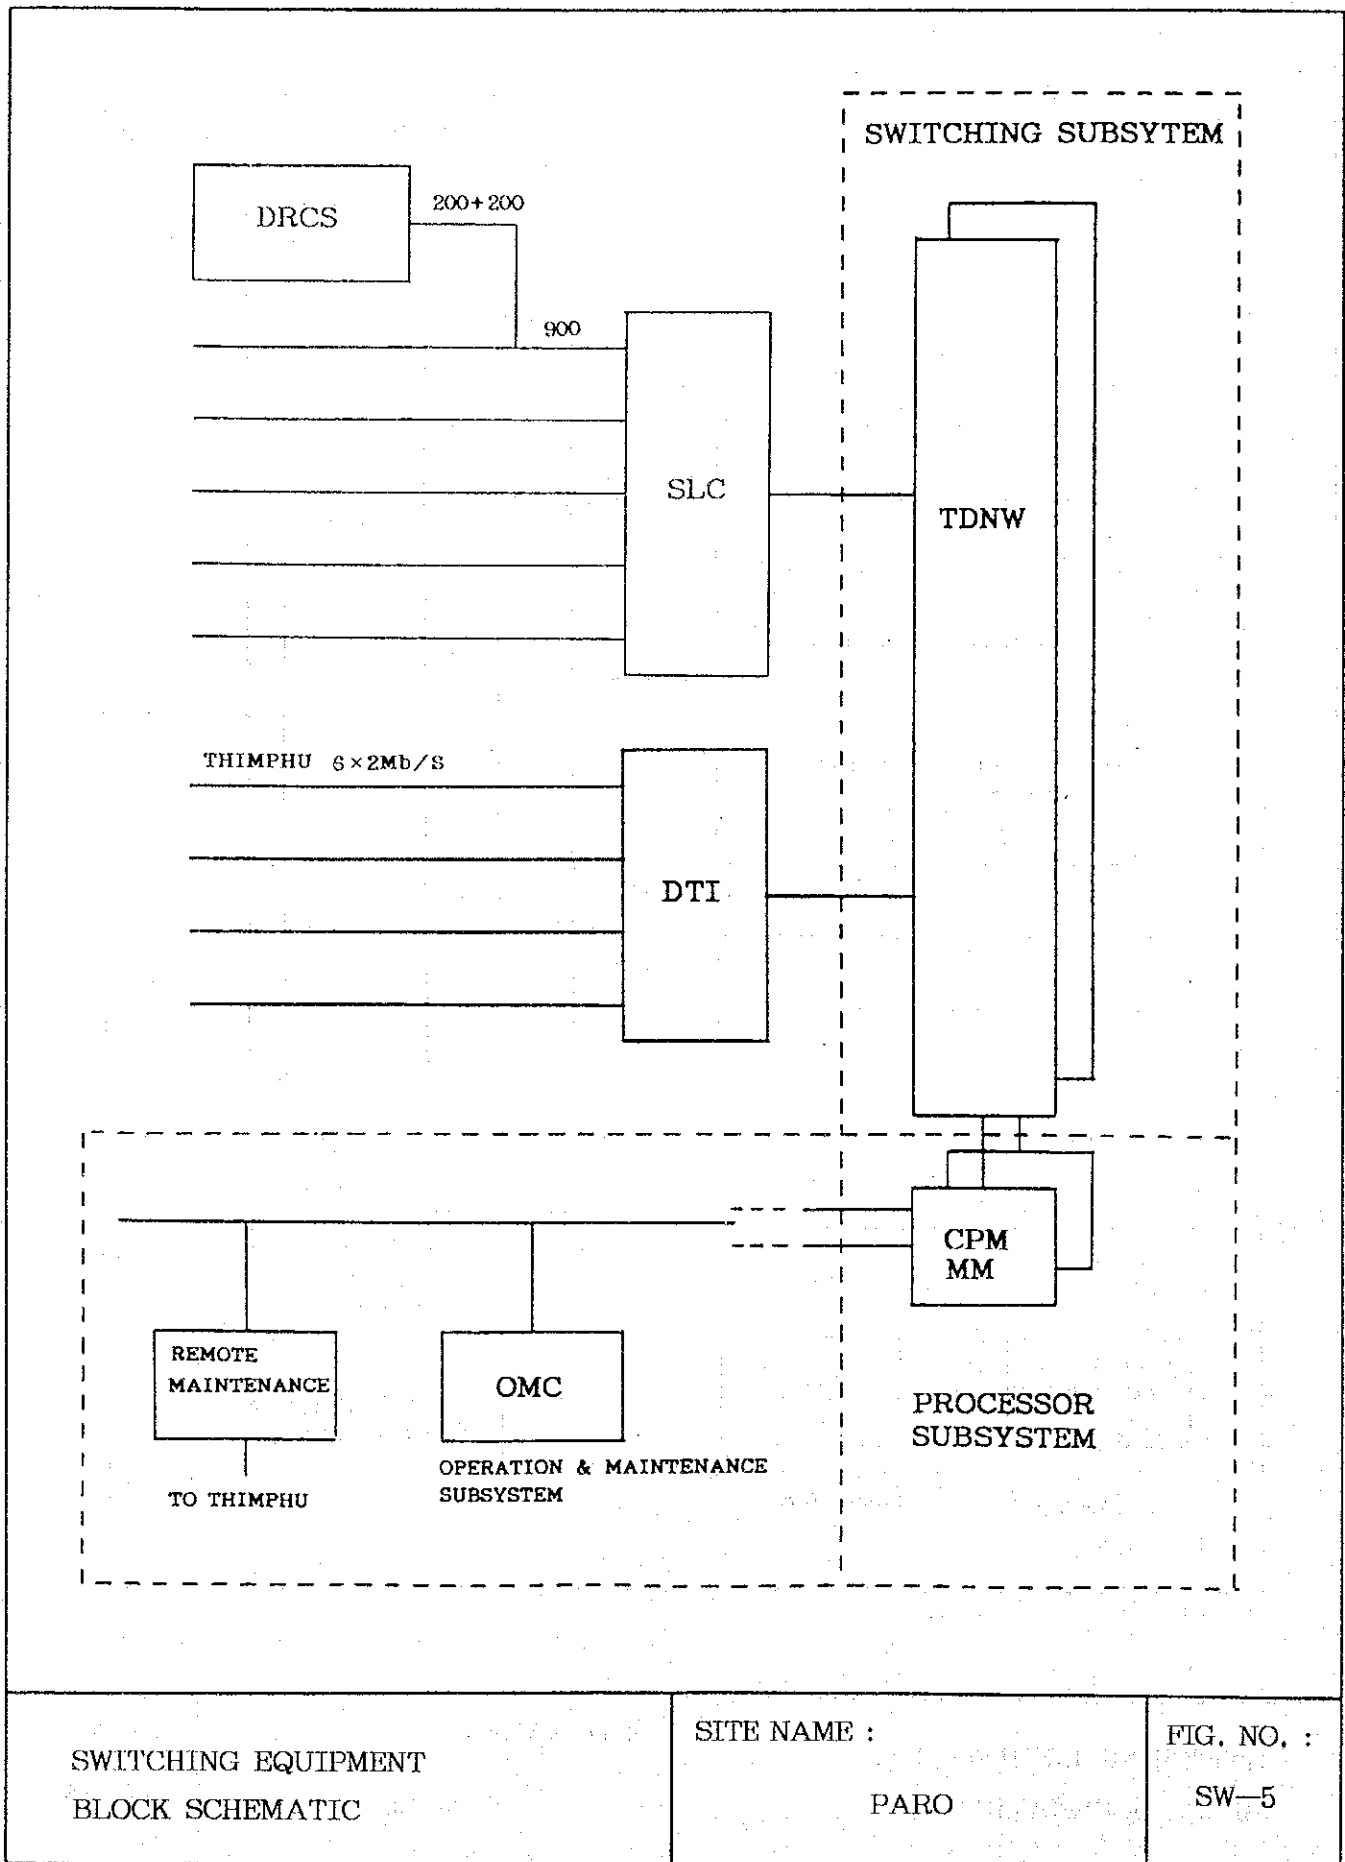 SWITCHING SUBSYTEM
DRCS
200+200
900
SLC
TDNW
THIMPHU 6×2Mb/S
DTI
CPM
MM
REMOTE
MAINTENANCE
OMC
PROCESSOR
SUBSYSTEM
OPERATION & MAINTENANCE
SUBSYSTEM
TO THIMPHU
SWITCHING EQUIPMENT
BLOCK SCHEMATIC
SITE NAME :
PARO
FIG. NO. :
SW—5